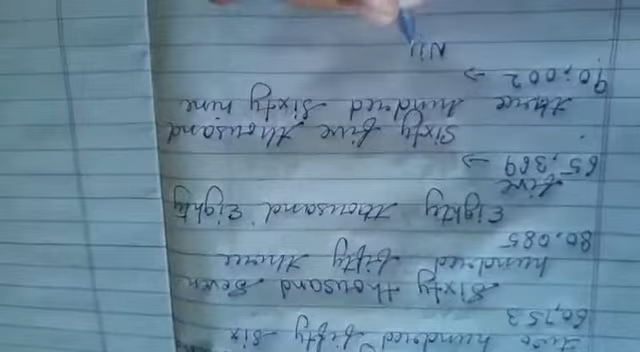 two hundred fifty six
60,753
Sixty thousand Seven
hundred fifty three
80,085
Eighty thousand Eighty
five
65,369 →
Sixty five thousand
three hundred Sixty nine
90,002 →